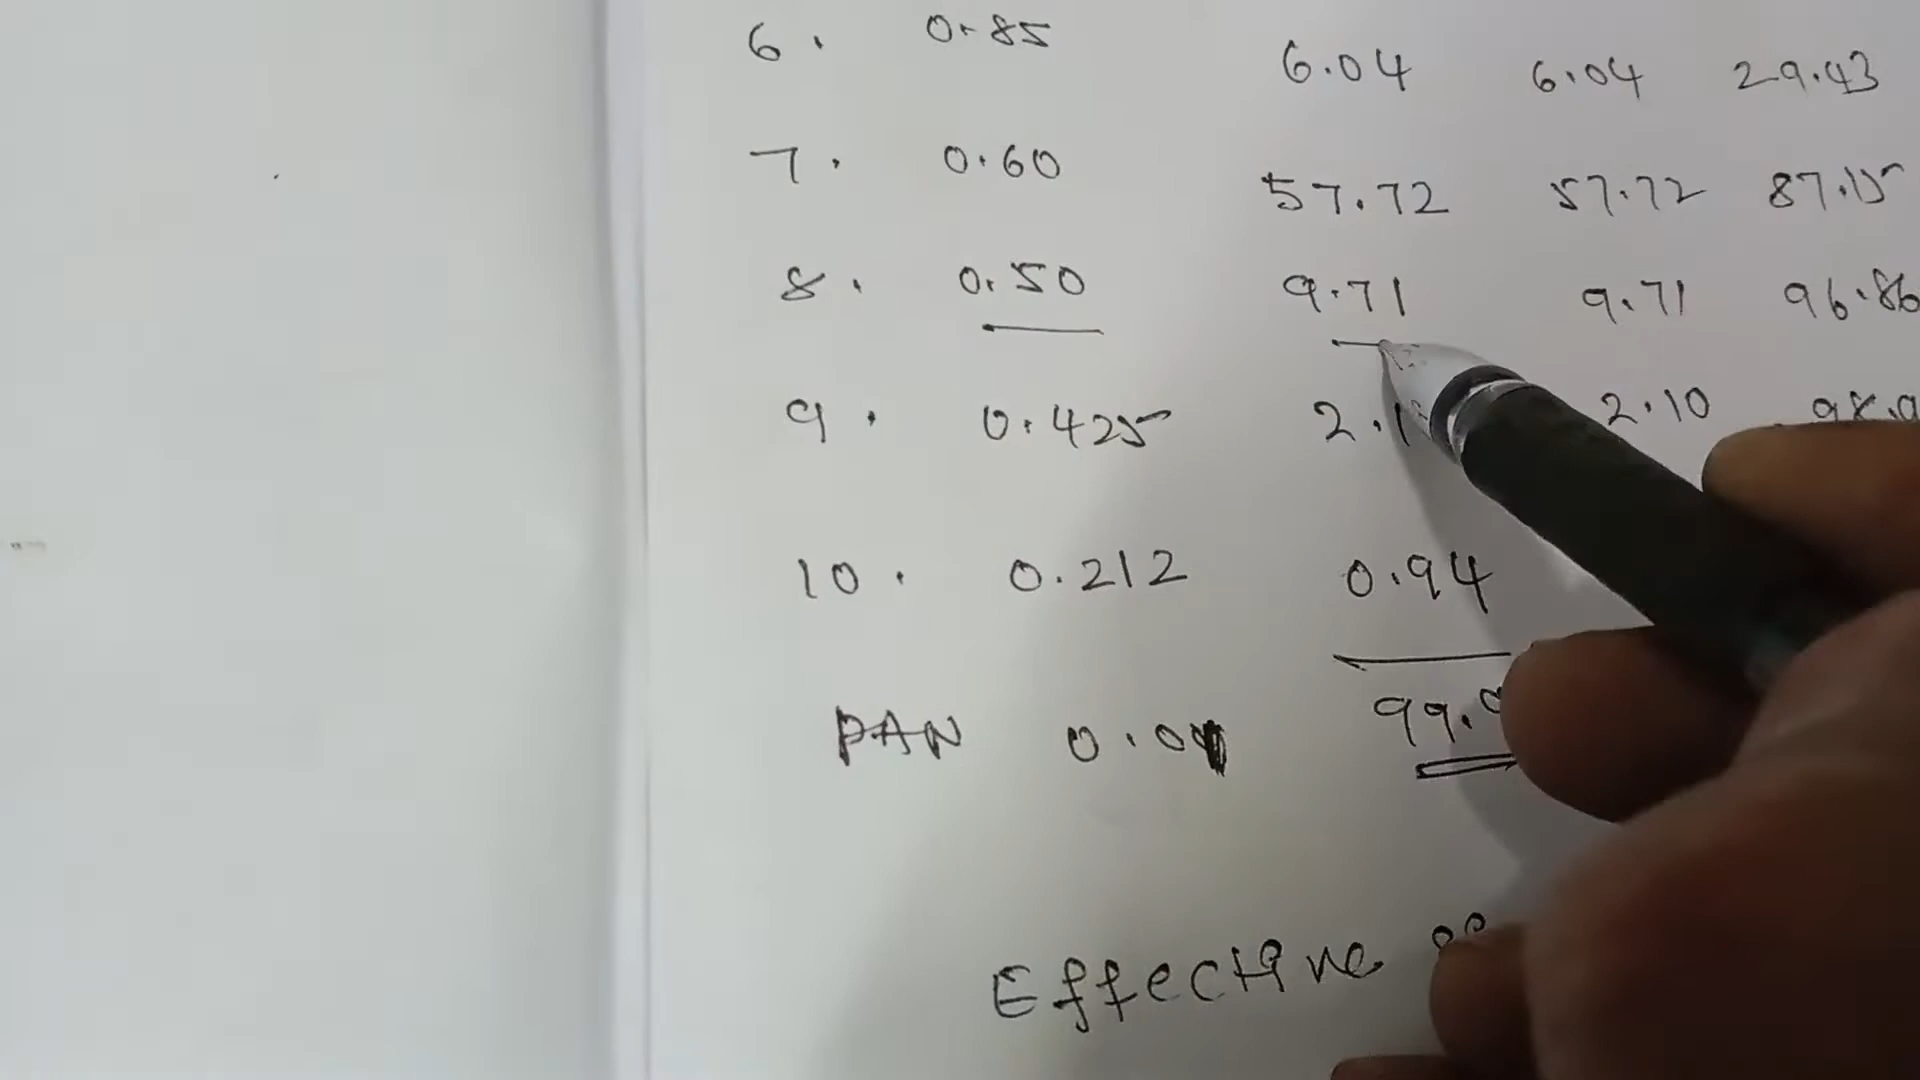 6. 0.85 6.04 6.04 29.43
7. 0.60 57.72 57.72 87.15
8. 0.50 9.71 9.71 96.86
9. 0.425 2.10
10. 0.212 0.94
PAN
Effective